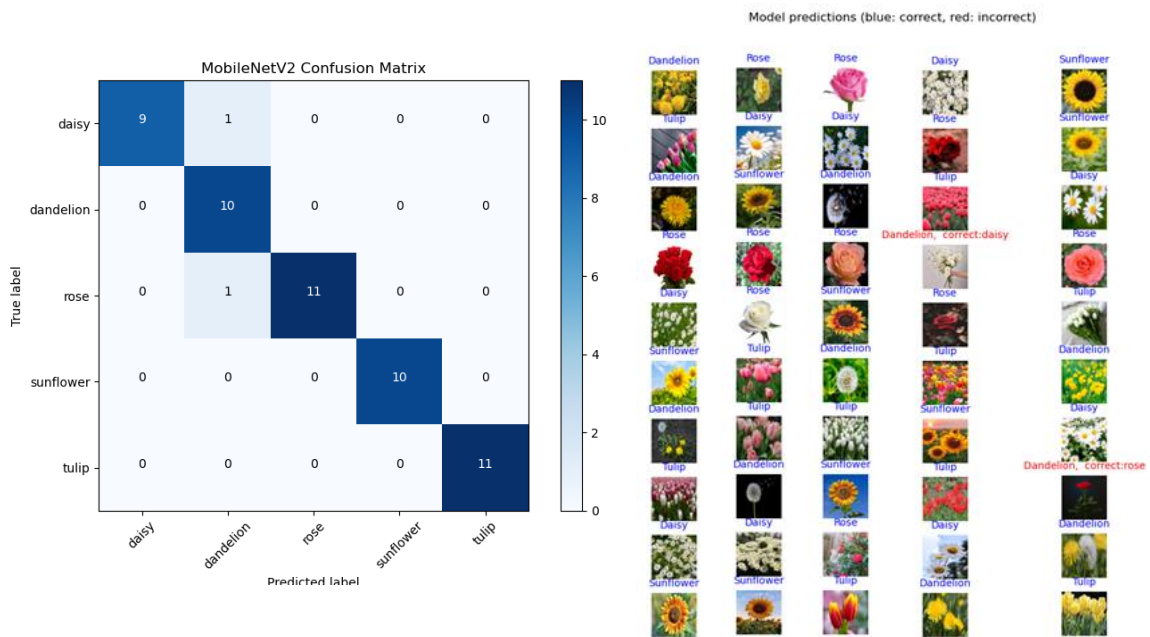 MobileNetV2 Confusion Matrix
True label
daisy 9 1 0 0 0
dandelion 0 10 0 0 0
rose 0 1 11 0 0
sunflower 0 0 0 10 0
tulip 0 0 0 0 11
daisy dandelion rose sunflower tulip
Predicted label
10
8
6
4
2
0
Model predictions (blue: correct, red: incorrect)
Dandelion Rose Rose Daisy Sunflower
Tulip Daisy Daisy Rose Sunflower
Dandelion Sunflower Dandelion Tulip Daisy
Rose Rose Rose Dandelion, correct:daisy Rose
Daisy Rose Sunflower Rose Tulip
Sunflower Tulip Dandelion Tulip Dandelion
Dandelion Tulip Tulip Sunflower Daisy
Tulip Dandelion Sunflower Tulip Dandelion, correct:rose
Daisy Daisy Rose Daisy Dandelion
Sunflower Sunflower Tulip Dandelion Tulip